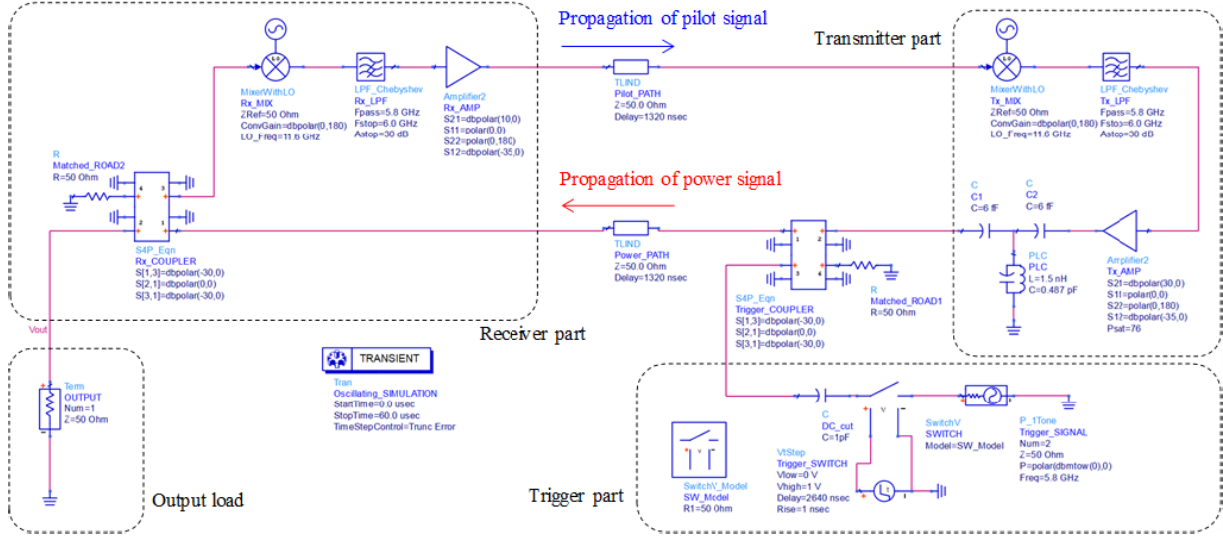 Propagation of pilot signal
Transmitter part
L O
MixerWithLO
Rx_MIX
ZRef=50 Ohm
ConvGain=dbpolar(0,180)
LO_Freq=11.6 GHz
LPF_Chebyshev
Rx_LPF
Fpass=5.8 GHz
Fstop=6.0 GHz
Astop=30 dB
Amplifier2
Rx_AMP
S21=dbpolar(10,0)
S11=polar(0,0)
S22=polar(0,180)
S12=dbpolar(-35,0)
TLIND
Pilot_PATH
Z=50.0 Ohm
Delay=1320 nsec
L O
MixerWithLO
Tx_MIX
ZRef=50 Ohm
ConvGain=dbpolar(0,180)
LO_Freq=11.6 GHz
LPF_Chebyshev
Tx_LPF
Fpass=5.8 GHz
Fstop=6.0 GHz
Astop=30 dB
R
Matched_ROAD2
R=50 Ohm
4 3
2 1
S4P_Eqn
Rx_COUPLER
S[1,3]=dbpolar(-30,0)
S[2,1]=dbpolar(0,0)
S[3,1]=dbpolar(-30,0)
Propagation of power signal
TLIND
Power_PATH
Z=50.0 Ohm
Delay=1320 nsec
1 2
3 4
S4P_Eqn
Trigger_COUPLER
S[1,3]=dbpolar(-30,0)
S[2,1]=dbpolar(0,0)
S[3,1]=dbpolar(-30,0)
R
Matched_ROAD1
R=50 Ohm
C
C1
C=6 fF
C
C2
C=6 fF
PLC
PLC
L=1.5 nH
C=0.487 pF
Amplifier2
Tx_AMP
S21=dbpolar(30,0)
S11=polar(0,0)
S22=polar(0,180)
S12=dbpolar(-35,0)
Psat=76
Receiver part
Vout
Term
OUTPUT
Num=1
Z=50 Ohm
Output load
TRANSIENT
Tran
Oscillating_SIMULATION
StartTime=0.0 usec
StopTime=60.0 usec
TimeStepControl=Trunc Error
C
DC_cut
C=1pF
V
SwitchV
SWITCH
Model=SW_Model
P_1Tone
Trigger_SIGNAL
Num=2
Z=50 Ohm
P=polar(dbmtow(0),0)
Freq=5.8 GHz
V
SwitchV_Model
SW_Model
R1=50 Ohm
VtStep
Trigger_SWITCH
Vlow=0 V
Vhigh=1 V
Delay=2640 nsec
Rise=1 nsec
Trigger part